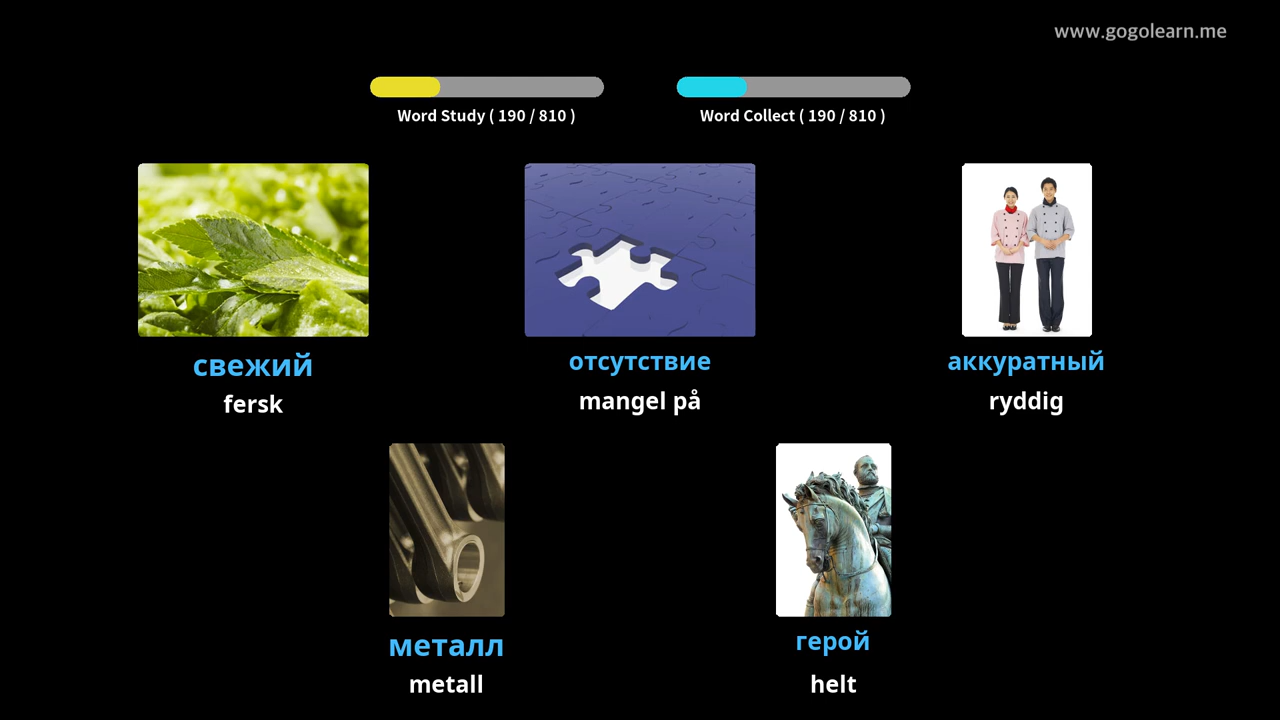 www.gogolearn.me
Word Study ( 190 / 810 )
Word Collect ( 190 / 810 )
свежий
fersk
отсутствие
mangel på
аккуратный
ryddig
металл
metall
герой
helt